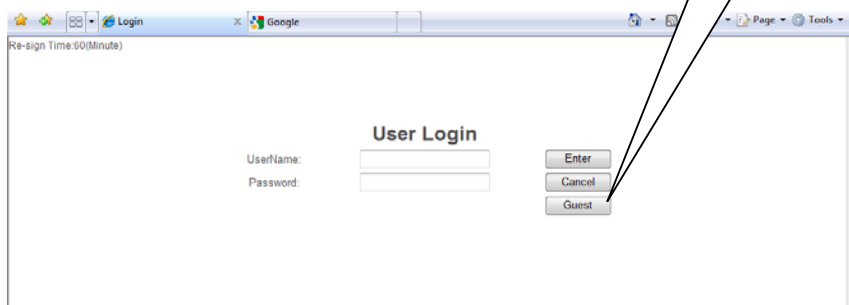 Login Google Page Tools
Re-sign Time:60(Minute)
User Login
UserName: Enter
Password: Cancel
Guest